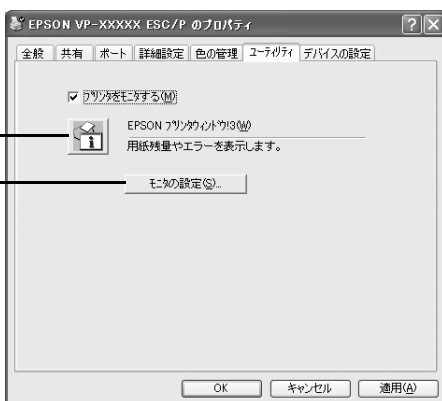 EPSON VP-XXXXX ESC/P のプロパティ
全般 共有 ポート 詳細設定 色の管理 ユーティリティ デバイスの設定
プリンタをモニタする(M)
EPSON プリンタウィンドウ!3(W)
用紙残量やエラーを表示します。
モニタの設定(S)...
OK キャンセル 適用(A)